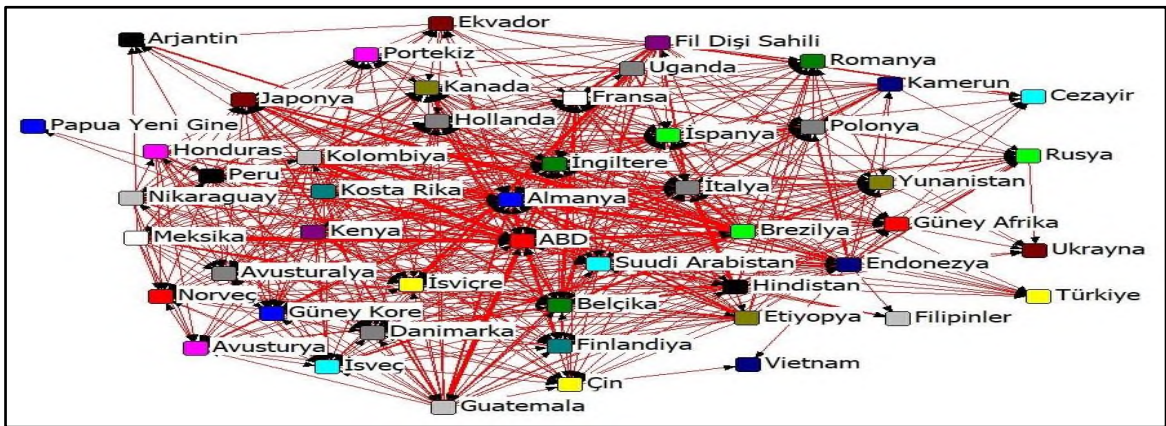 Ekvador
Arjantin
Fil Dişi Sahili
Portekiz
Romanya
Uganda
Kamerun
Kanada
Cezayir
Japonya
Fransa
Papua Yeni Gine
Hollanda
Polonya
İspanya
Honduras
Kolombiya
Rusya
İngiltere
Peru
Yunanistan
Nikaraguay
Kosta Rika
İtalya
Almanya
Güney Afrika
Meksika
Kenya
ABD
Brezilya
Ukrayna
Suudi Arabistan
Endonezya
Avusturalya
İsviçre
Hindistan
Norveç
Türkiye
Belçika
Güney Kore
Etiyopya
Filipinler
Danimarka
Avusturya
Finlandiya
İsveç
Vietnam
Çin
Guatemala